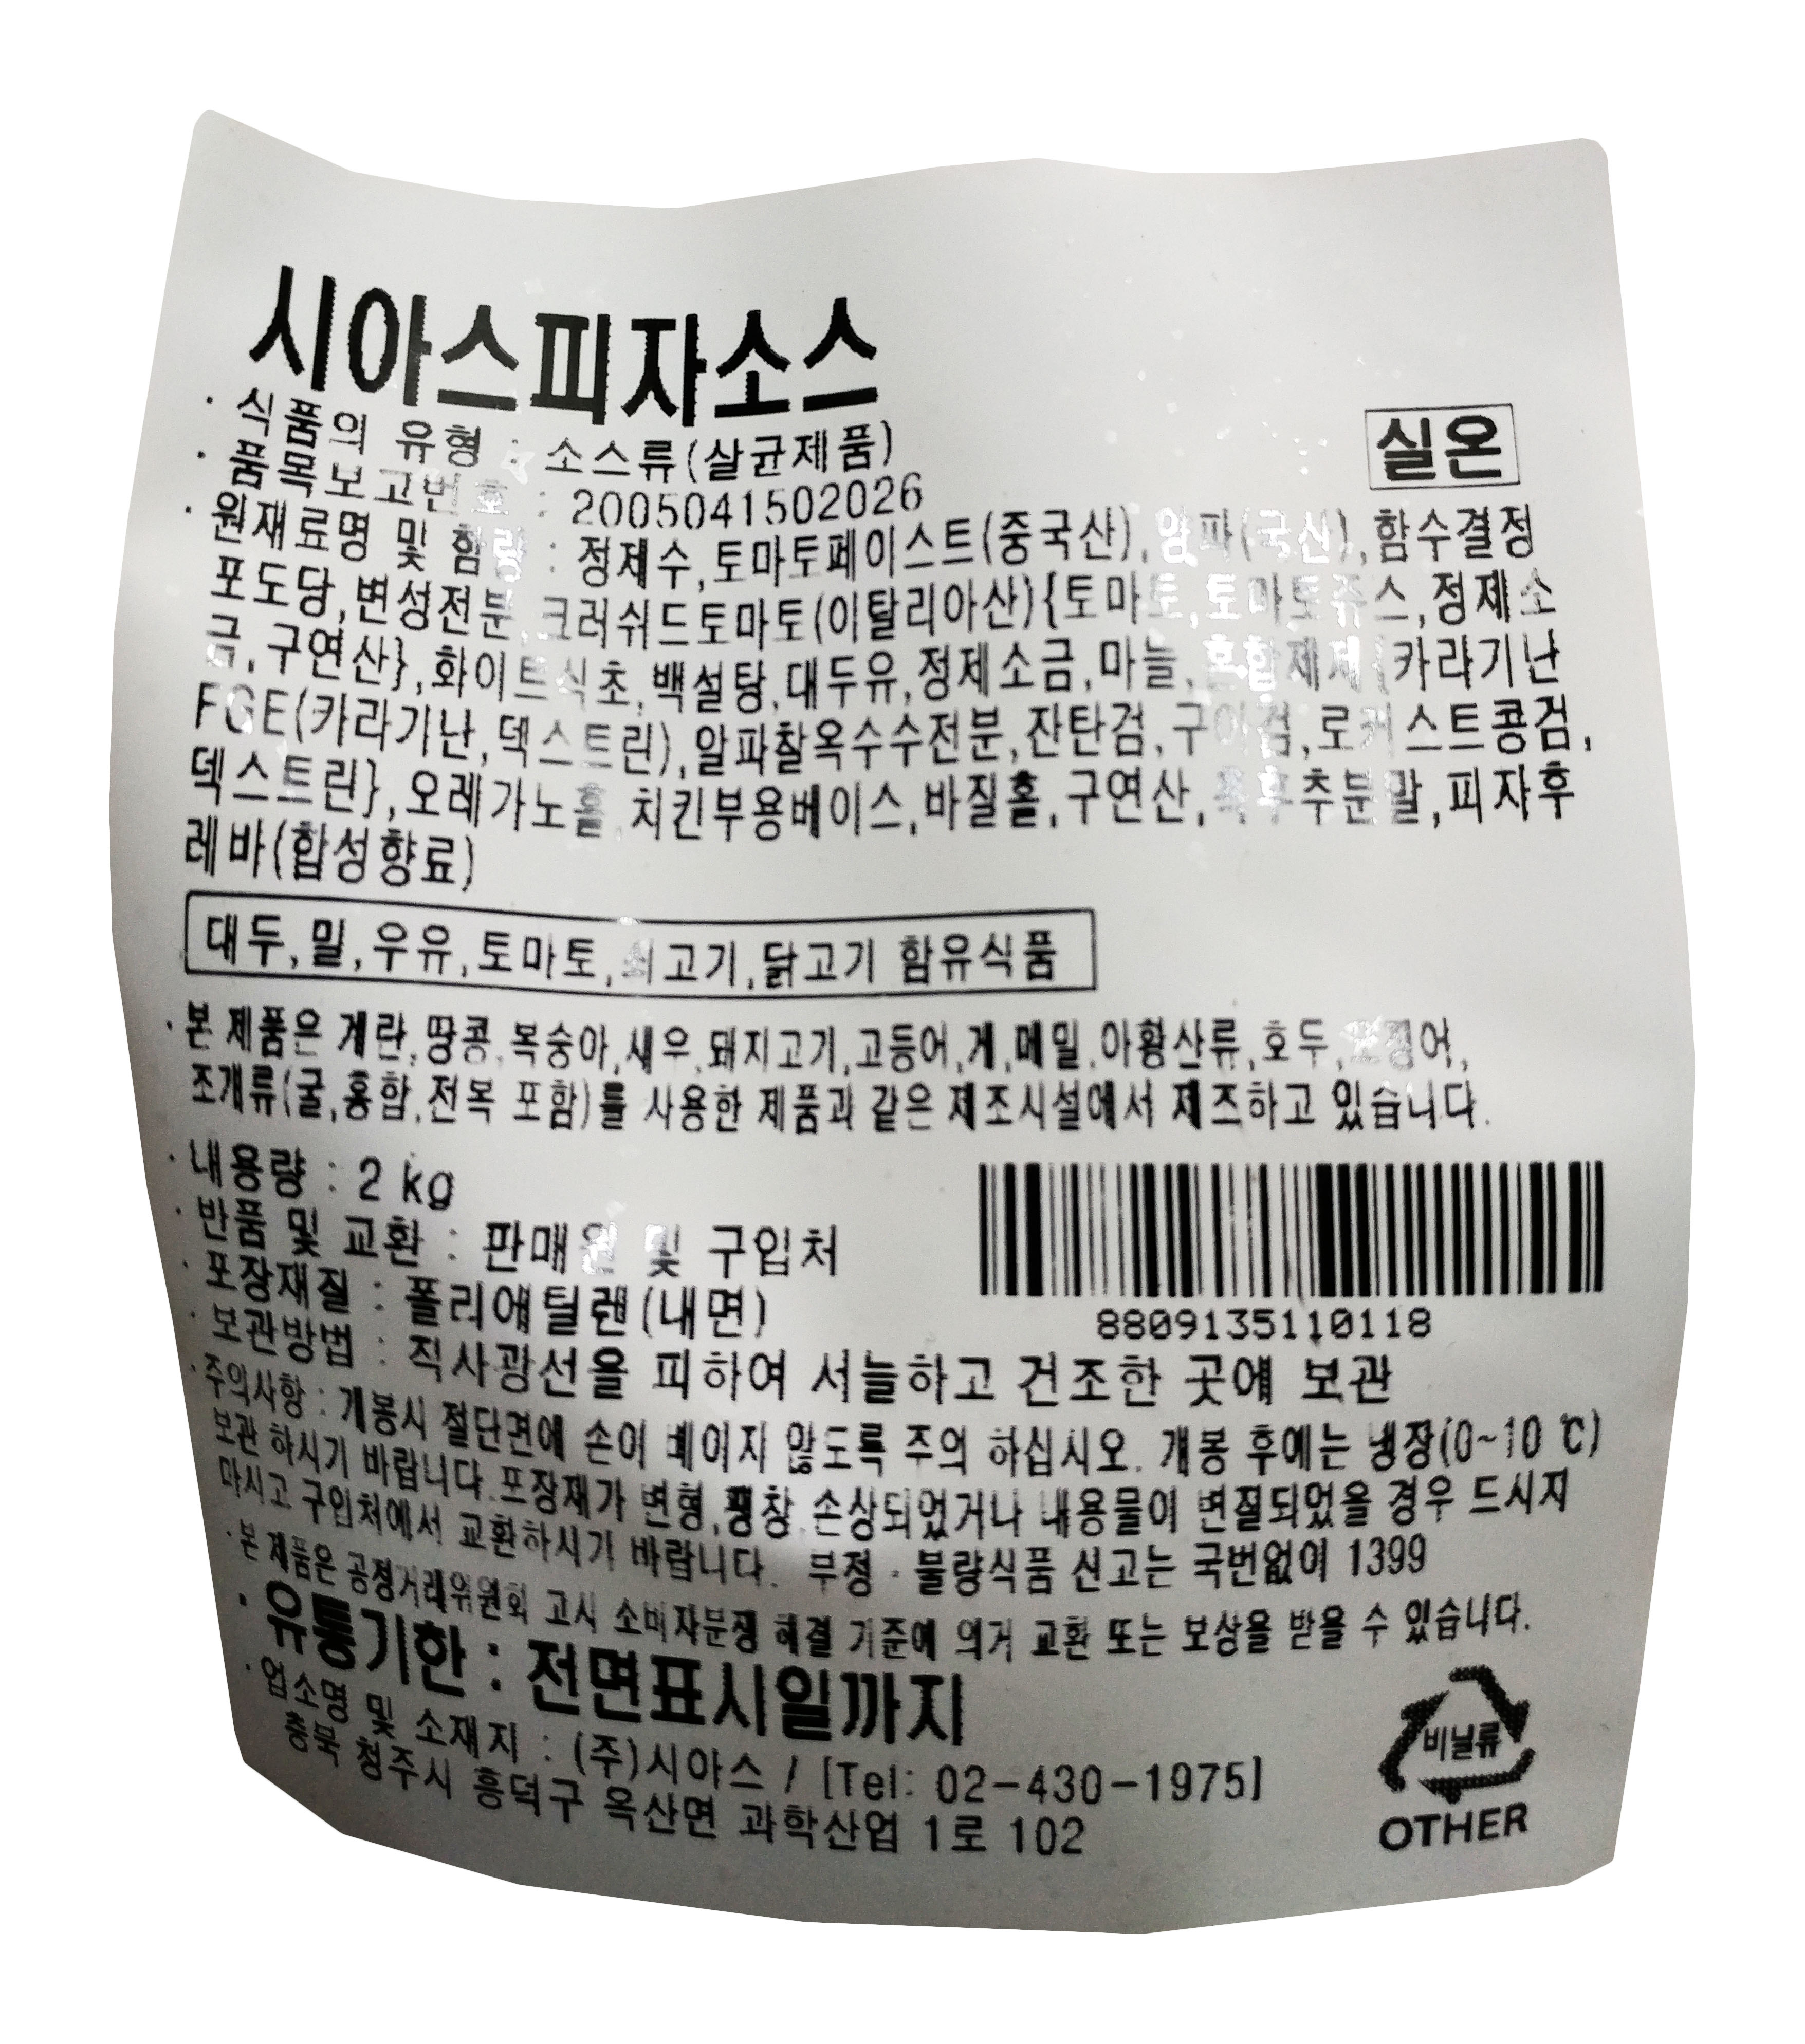 시아스피자소스
· 식품의 유형 : 소스류(살균제품)
실온
· 품목보고번호 : 2005041502026
· 원재료명 및 함량 : 정제수,토마토페이스트(중국산),양파(국산),함수결정
포도당,변성전분,크러쉬드토마토(이탈리아산){토마토,토마토쥬스,정제소
금,구연산},화이트식초,백설탕,대두유,정제소금,마늘,혼합제제{카라기난
FGE(카라기난,덱스트린),알파찰옥수수전분,잔탄검,구아검,로커스트콩검,
덱스트린},오레가노홀,치킨부용베이스,바질홀,구연산,흑후추분말,피자후
레바(합성향료)
대두,밀,우유,토마토,쇠고기,닭고기 함유식품
· 본 제품은 계란,땅콩,복숭아,새우,돼지고기,고등어,게,메밀,아황산류,호두,오징어,
조개류(굴,홍합,전복 포함)를 사용한 제품과 같은 제조시설에서 제조하고 있습니다.
· 내용량 : 2 kg
· 반품 및 교환 : 판매원 및 구입처
· 포장재질 : 폴리에틸렌(내면)
8809135110118
· 보관방법 : 직사광선을 피하여 서늘하고 건조한 곳에 보관
· 주의사항 : 개봉시 절단면에 손이 베이지 않도록 주의 하십시오. 개봉 후에는 냉장(0~10 ℃)
보관 하시기 바랍니다.포장재가 변형,팽창,손상되었거나 내용물이 변질되었을 경우 드시지
마시고 구입처에서 교환하시기 바랍니다. 부정 · 불량식품 신고는 국번없이 1399
· 본 제품은 공정거래위원회 고시 소비자분쟁 해결 기준에 의거 교환 또는 보상을 받을 수 있습니다.
· 유통기한 : 전면표시일까지
· 업소명 및 소재지 : (주)시아스 / [Tel: 02-430-1975]
충북 청주시 흥덕구 옥산면 과학산업 1로 102
비닐류
OTHER